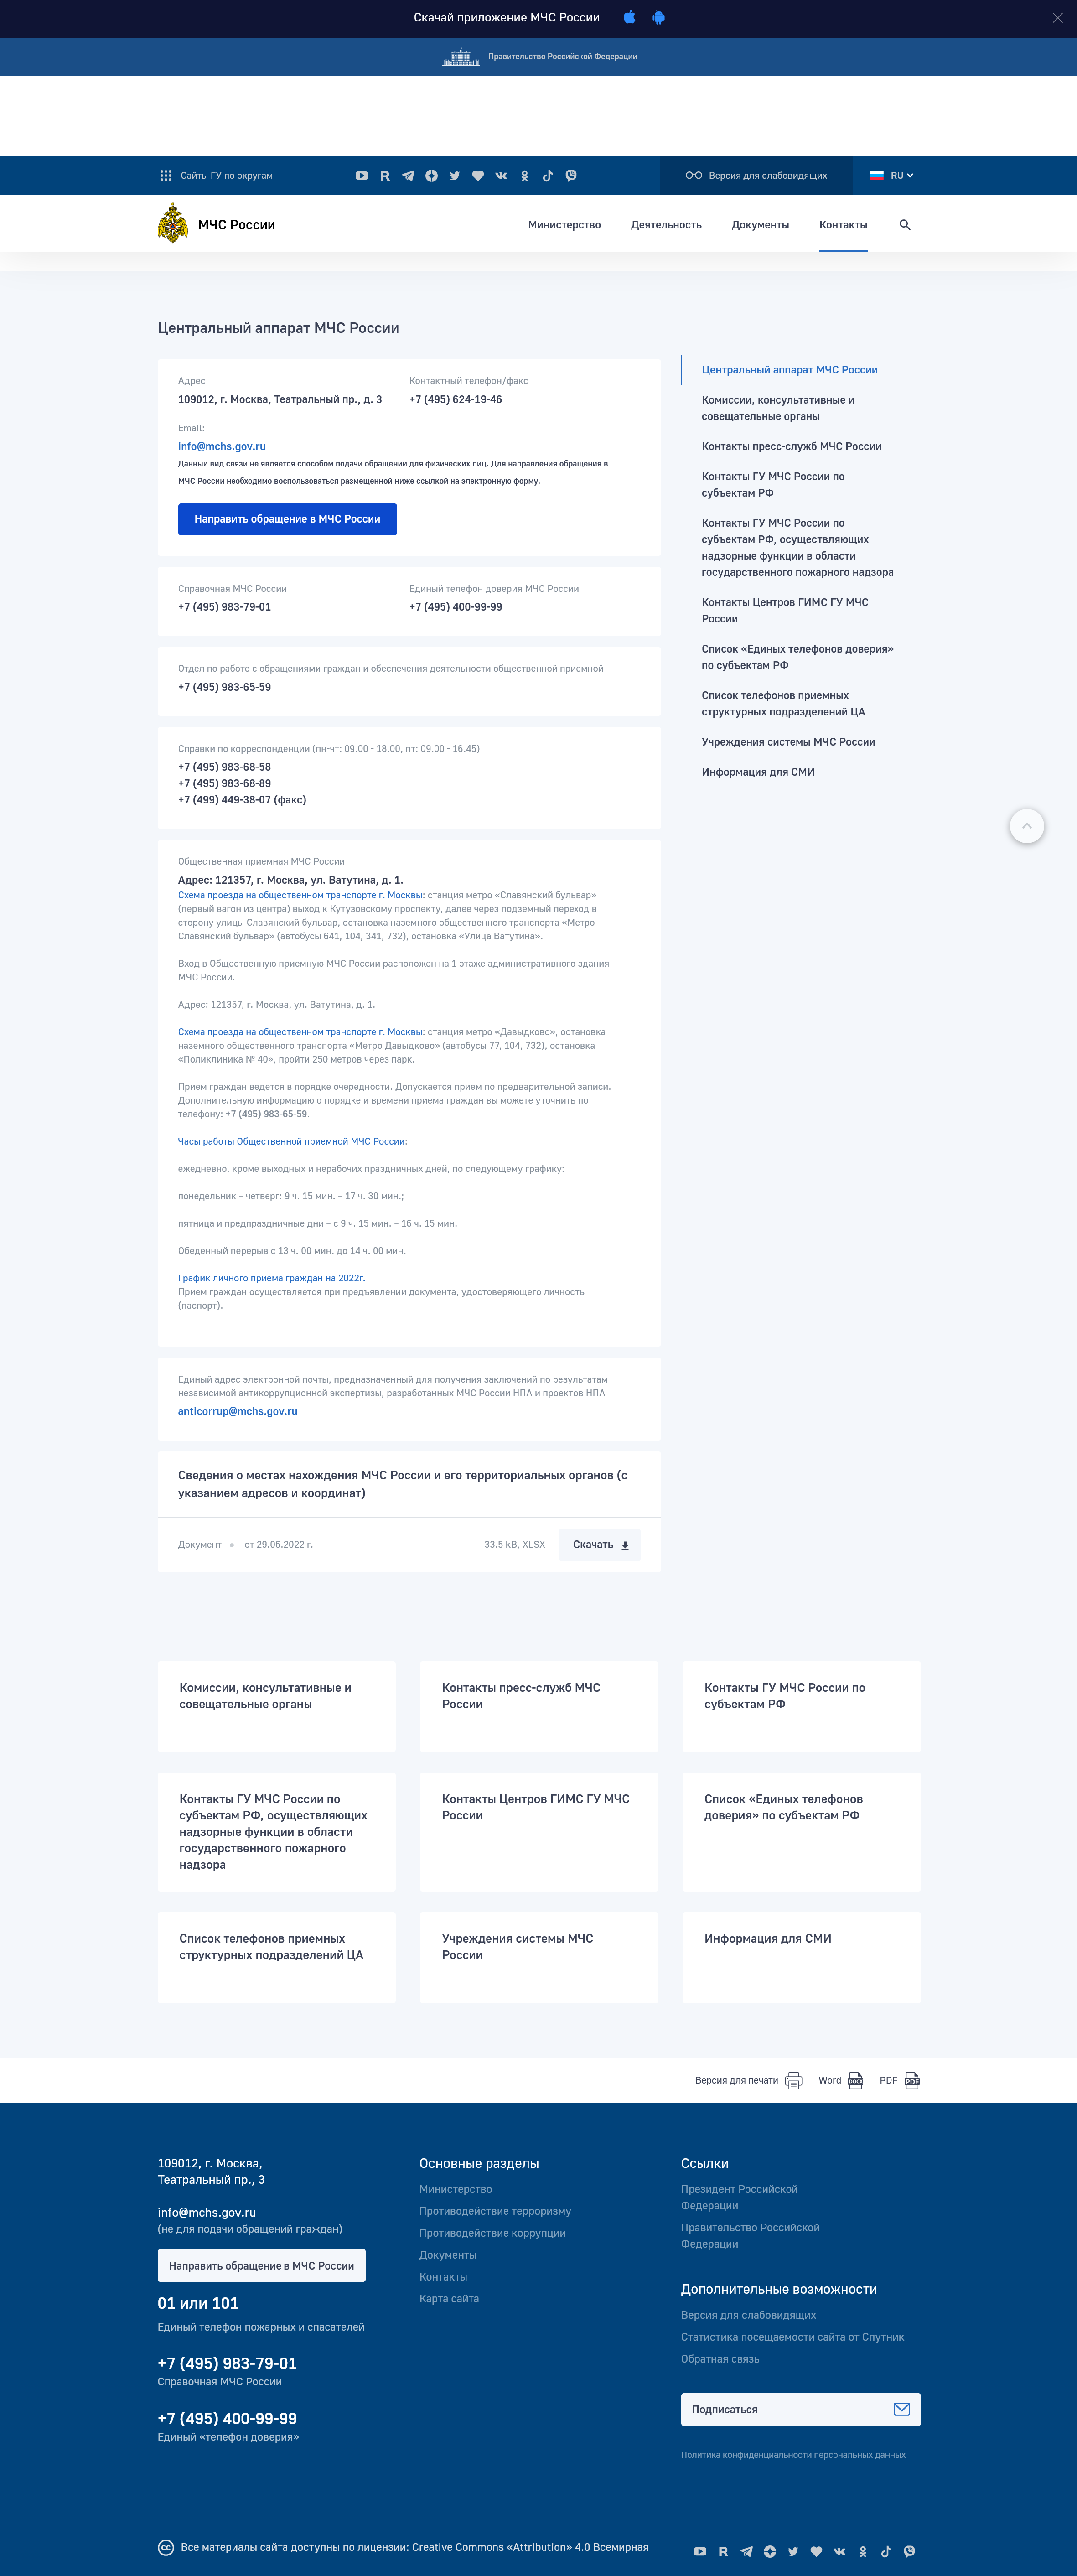 Скачай приложение МЧС России
Правительство Российской Федерации
Сайты ГУ по округам
Версия для слабовидящих
RU
МЧС России
Министерство
Деятельность
Документы
Контакты
Центральный аппарат МЧС России
Адрес
109012, г. Москва, Театральный пр., д. 3
Контактный телефон/факс
+7 (495) 624-19-46
Email:
info@mchs.gov.ru
Данный вид связи не является способом подачи обращений для физических лиц. Для направления обращения в
МЧС России необходимо воспользоваться размещенной ниже ссылкой на электронную форму.
Направить обращение в МЧС России
Справочная МЧС России
+7 (495) 983-79-01
Единый телефон доверия МЧС России
+7 (495) 400-99-99
Отдел по работе с обращениями граждан и обеспечения деятельности общественной приемной
+7 (495) 983-65-59
Справки по корреспонденции (пн-чт: 09.00 - 18.00, пт: 09.00 - 16.45)
+7 (495) 983-68-58
+7 (495) 983-68-89
+7 (499) 449-38-07 (факс)
Общественная приемная МЧС России
Адрес: 121357, г. Москва, ул. Ватутина, д. 1.
Схема проезда на общественном транспорте г. Москвы: станция метро «Славянский бульвар»
(первый вагон из центра) выход к Кутузовскому проспекту, далее через подземный переход в
сторону улицы Славянский бульвар, остановка наземного общественного транспорта «Метро
Славянский бульвар» (автобусы 641, 104, 341, 732), остановка «Улица Ватутина».
Вход в Общественную приемную МЧС России расположен на 1 этаже административного здания
МЧС России.
Адрес: 121357, г. Москва, ул. Ватутина, д. 1.
Схема проезда на общественном транспорте г. Москвы: станция метро «Давыдково», остановка
наземного общественного транспорта «Метро Давыдково» (автобусы 77, 104, 732), остановка
«Поликлиника № 40», пройти 250 метров через парк.
Прием граждан ведется в порядке очередности. Допускается прием по предварительной записи.
Дополнительную информацию о порядке и времени приема граждан вы можете уточнить по
телефону: +7 (495) 983-65-59.
Часы работы Общественной приемной МЧС России:
ежедневно, кроме выходных и нерабочих праздничных дней, по следующему графику:
понедельник – четверг: 9 ч. 15 мин. – 17 ч. 30 мин.;
пятница и предпраздничные дни – с 9 ч. 15 мин. – 16 ч. 15 мин.
Обеденный перерыв с 13 ч. 00 мин. до 14 ч. 00 мин.
График личного приема граждан на 2022г.
Прием граждан осуществляется при предъявлении документа, удостоверяющего личность
(паспорт).
Единый адрес электронной почты, предназначенный для получения заключений по результатам
независимой антикоррупционной экспертизы, разработанных МЧС России НПА и проектов НПА
anticorrup@mchs.gov.ru
Сведения о местах нахождения МЧС России и его территориальных органов (с
указанием адресов и координат)
Документ
от 29.06.2022 г.
33.5 kB, XLSX
Скачать
Центральный аппарат МЧС России
Комиссии, консультативные и
совещательные органы
Контакты пресс-служб МЧС России
Контакты ГУ МЧС России по
субъектам РФ
Контакты ГУ МЧС России по
субъектам РФ, осуществляющих
надзорные функции в области
государственного пожарного надзора
Контакты Центров ГИМС ГУ МЧС
России
Список «Единых телефонов доверия»
по субъектам РФ
Список телефонов приемных
структурных подразделений ЦА
Учреждения системы МЧС России
Информация для СМИ
Комиссии, консультативные и
совещательные органы
Контакты пресс-служб МЧС
России
Контакты ГУ МЧС России по
субъектам РФ
Контакты ГУ МЧС России по
субъектам РФ, осуществляющих
надзорные функции в области
государственного пожарного
надзора
Контакты Центров ГИМС ГУ МЧС
России
Список «Единых телефонов
доверия» по субъектам РФ
Список телефонов приемных
структурных подразделений ЦА
Учреждения системы МЧС
России
Информация для СМИ
Версия для печати
Word
DOCX
PDF
PDF
109012, г. Москва,
Театральный пр., 3
info@mchs.gov.ru
(не для подачи обращений граждан)
Направить обращение в МЧС России
01 или 101
Единый телефон пожарных и спасателей
+7 (495) 983-79-01
Справочная МЧС России
+7 (495) 400-99-99
Единый «телефон доверия»
Основные разделы
Министерство
Противодействие терроризму
Противодействие коррупции
Документы
Контакты
Карта сайта
Ссылки
Президент Российской
Федерации
Правительство Российской
Федерации
Дополнительные возможности
Версия для слабовидящих
Статистика посещаемости сайта от Спутник
Обратная связь
Подписаться
Политика конфиденциальности персональных данных
cc
Все материалы сайта доступны по лицензии: Creative Commons «Attribution» 4.0 Всемирная